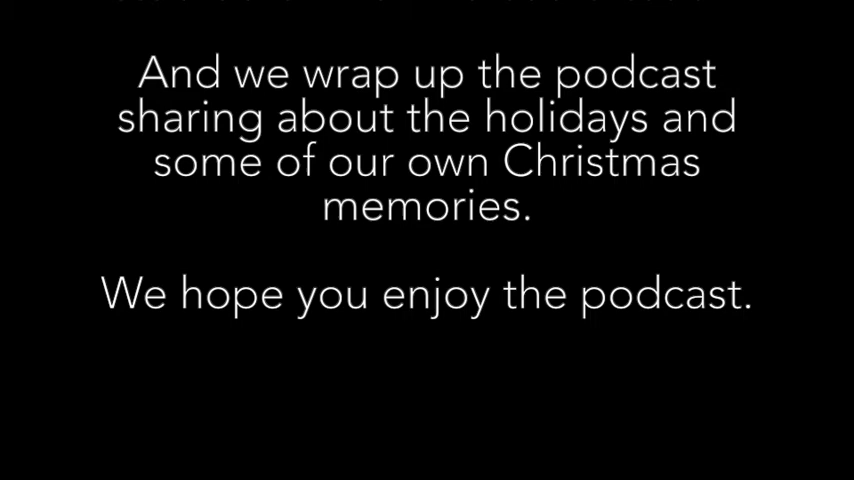 And we wrap up the podcast
sharing about the holidays and
some of our own Christmas
memories.
We hope you enjoy the podcast.